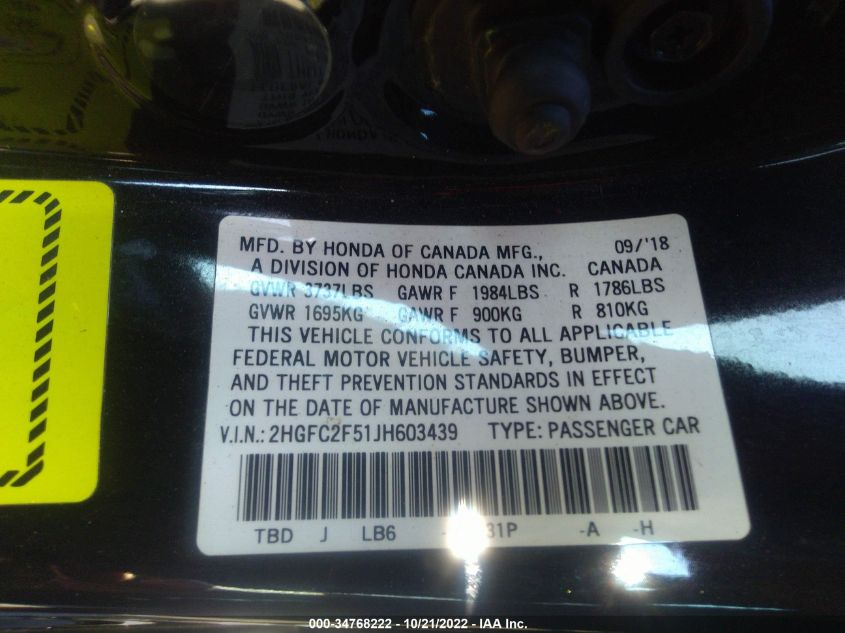 MFD. BY HONDA OF CANADA MFG., 09/'18
A DIVISION OF HONDA CANADA INC. CANADA
GVWR 3737LBS GAWR F 1984LBS R 1786LBS
GVWR 1695KG GAWR F 900KG R 810KG
THIS VEHICLE CONFORMS TO ALL APPLICABLE
FEDERAL MOTOR VEHICLE SAFETY, BUMPER,
AND THEFT PREVENTION STANDARDS IN EFFECT
ON THE DATE OF MANUFACTURE SHOWN ABOVE.
V.I.N.: 2HGFC2F51JH603439 TYPE: PASSENGER CAR
TBD J LB6 -A -H
000-34768222 - 10/21/2022 - IAA Inc.